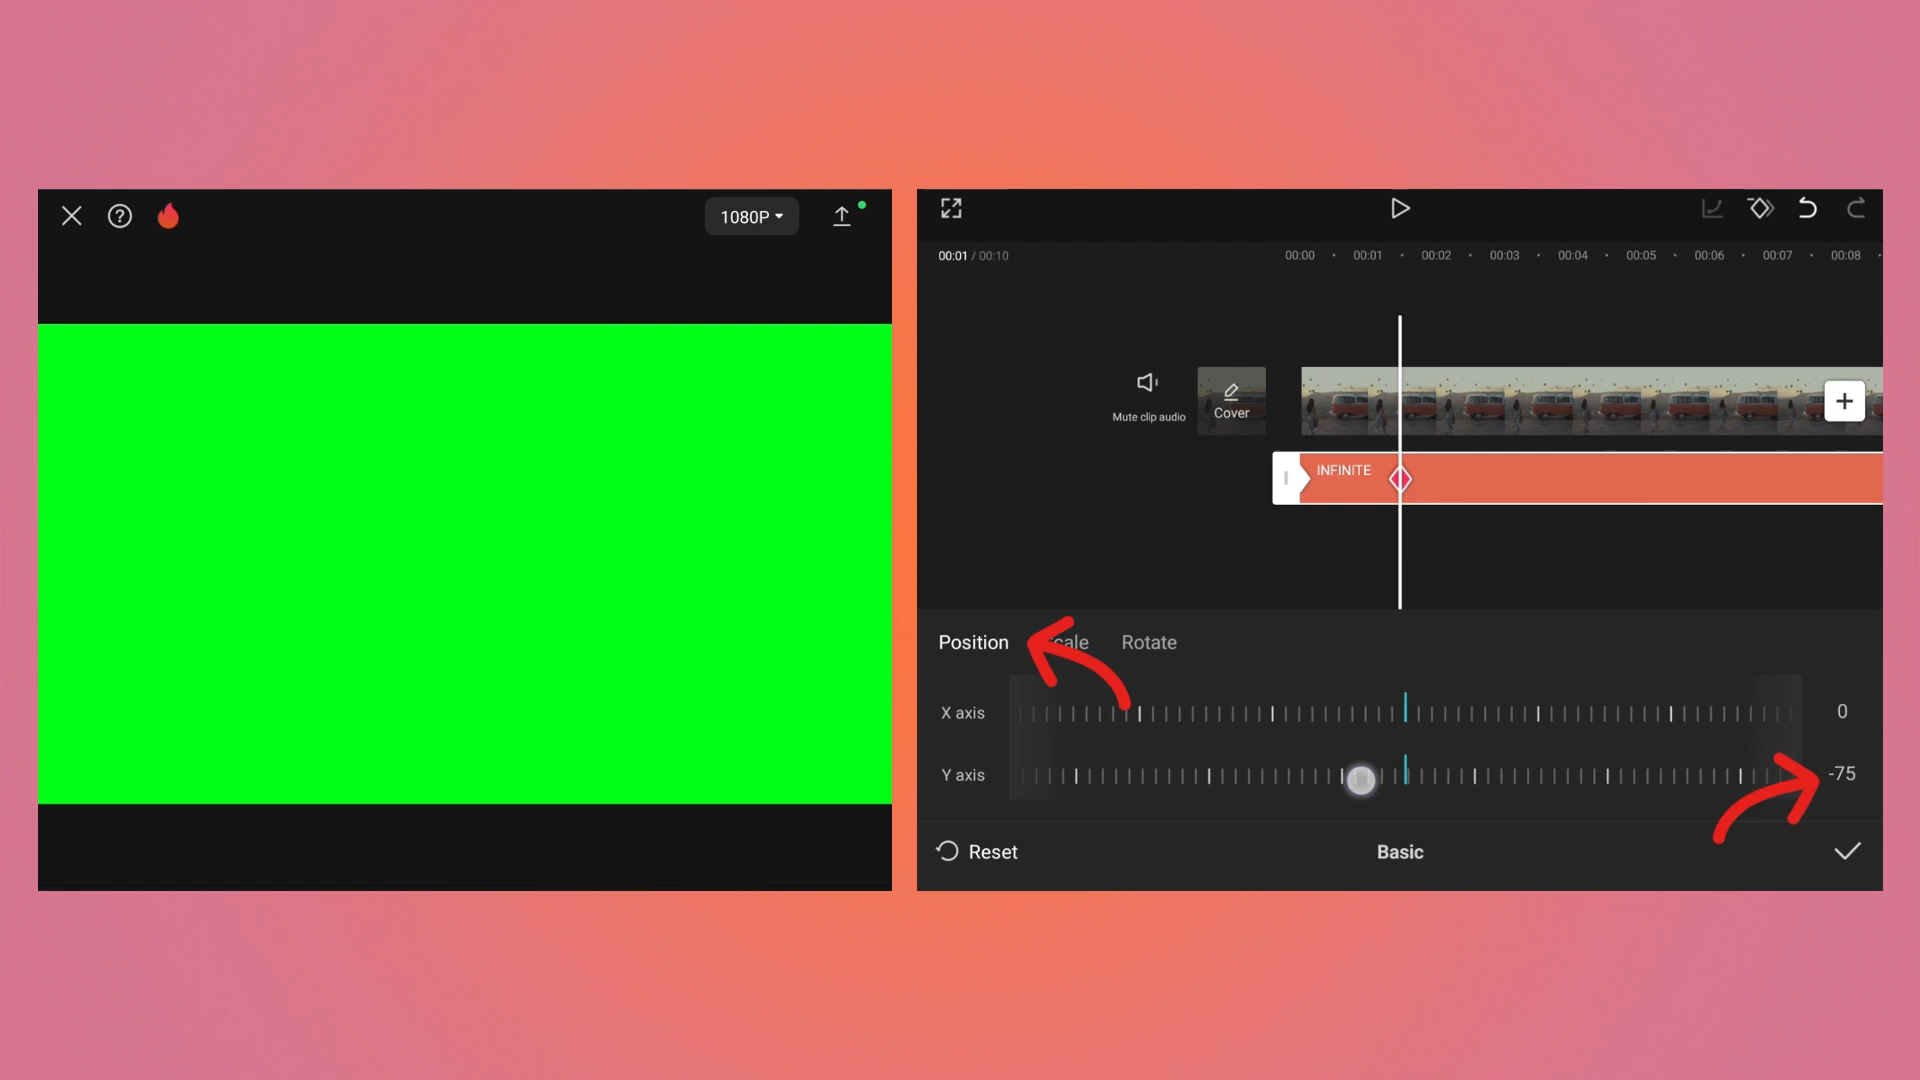 1080P
00:01 / 00:10
00:00 00:01 00:02 00:03 00:04 00:05 00:06 00:07 00:08
Mute clip audio
Cover
INFINITE
Position cale Rotate
X axis 0
Y axis -75
Reset Basic